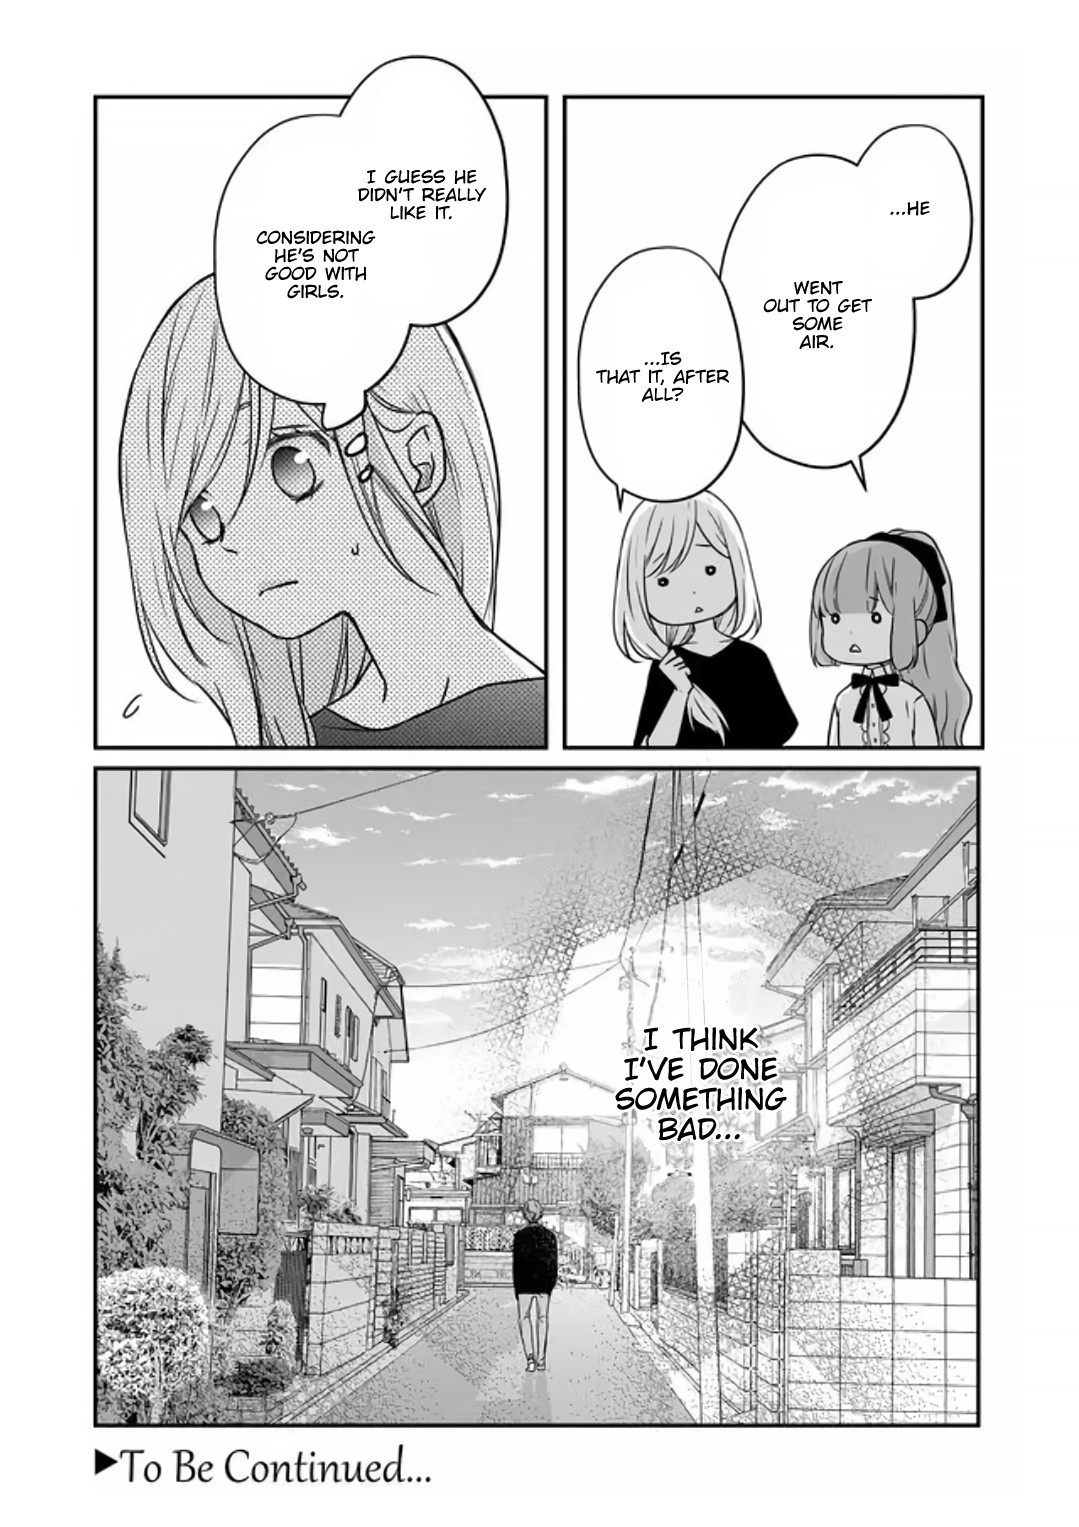 ...HE
WENT
OUT TO GET
SOME
AIR.
...IS
THAT IT, AFTER
ALL?
I GUESS HE
DIDN'T REALLY
LIKE IT.
CONSIDERING
HE'S NOT
GOOD WITH
GIRLS.
I THINK
I'VE DONE
SOMETHING
BAD...
▶To Be Continued...